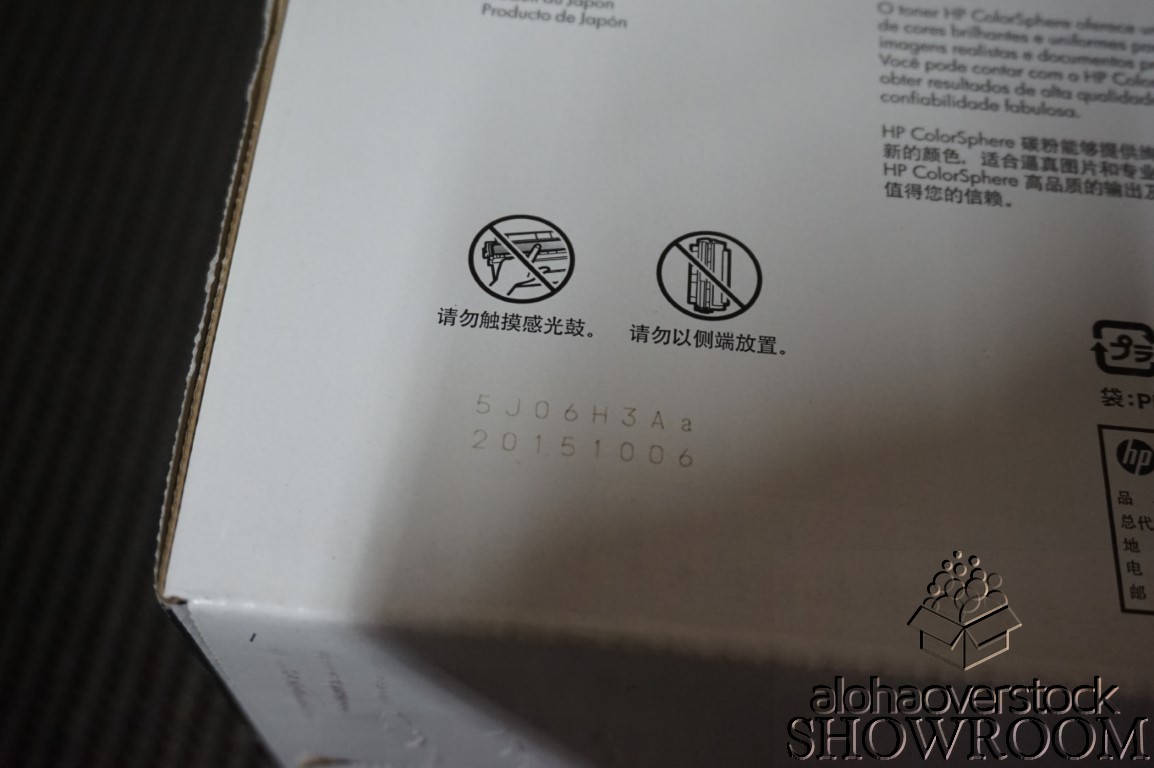 Producto de Japón
O toner HP ColorSphere oferece
de cores brilhantes e uniformes
imagens realistas e documentos
Você pode contar com o HP
obter resultados de alta
confiabilidade fabulosa.
HP ColorSphere 碳粉能够提供
新的颜色，适合逼真图片和专业
HP ColorSphere 高品质的输出
值得您的信赖。
请勿触摸感光鼓。
请勿以侧端放置。
5J06H3Aa
20151006
プラ
袋:P
hp
品
总代
地
电
邮
alohaoverstock
SHOWROOM